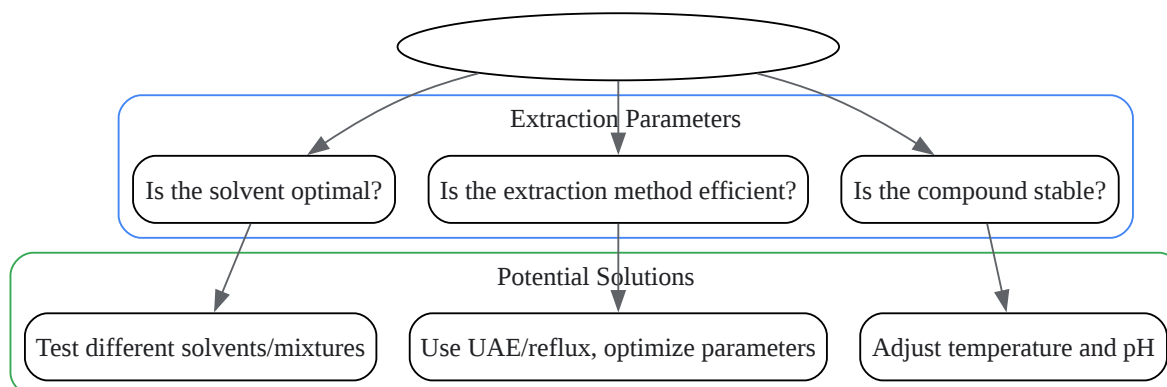 Extraction Parameters
Is the solvent optimal?
Is the extraction method efficient?
Is the compound stable?
Potential Solutions
Test different solvents/mixtures
Use UAE/reflux, optimize parameters
Adjust temperature and pH